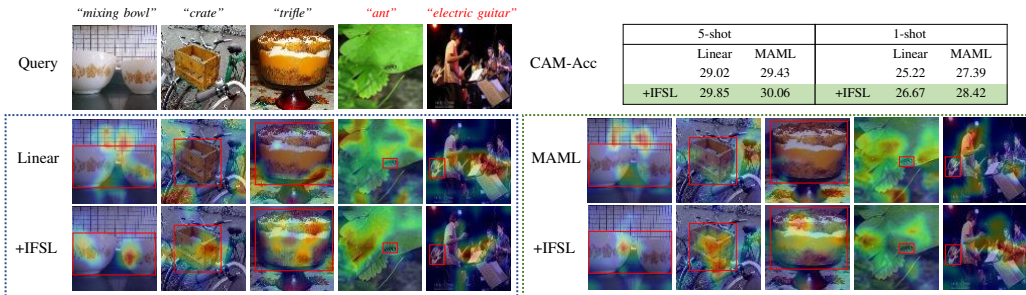 “mixing bowl” “crate” “trifle” “ant” “electric guitar”
Query
CAM-Acc
5-shot 1-shot
Linear MAML Linear MAML
29.02 29.43 25.22 27.39
+IFSL 29.85 30.06 +IFSL 26.67 28.42
Linear
MAML
+IFSL
+IFSL